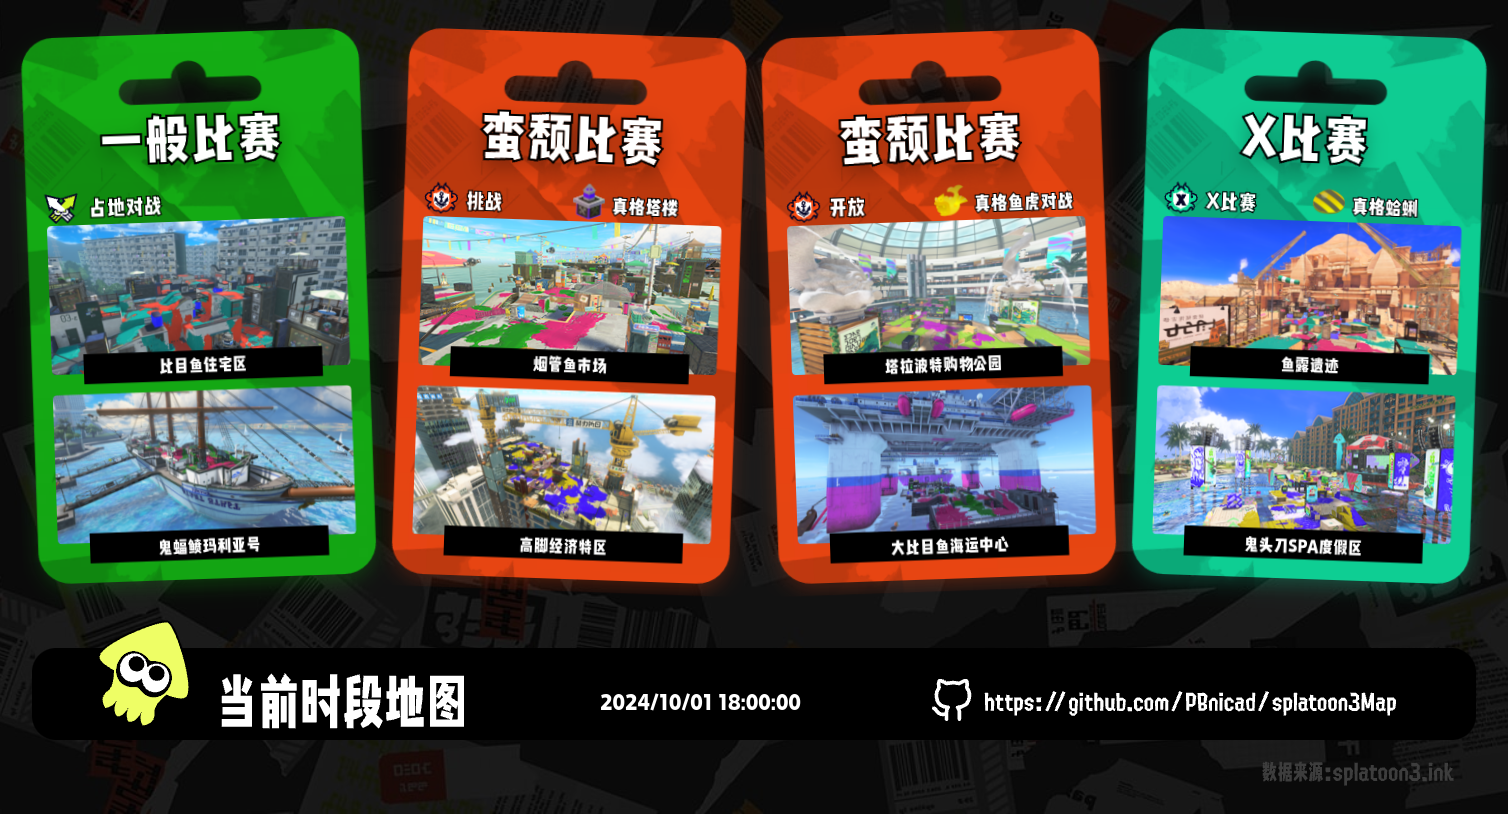 一般比赛
占地对战
比目鱼住宅区
鬼蝠鲼玛利亚号
蛮颓比赛
挑战
真格塔楼
烟管鱼市场
高脚经济特区
蛮颓比赛
开放
真格鱼虎对战
塔拉波特购物公园
大比目鱼海运中心
X比赛
X比赛
真格蛤蜊
鱼露遗迹
鬼头刀SPA度假区
当前时段地图
2024/10/01 18:00:00
https://github.com/PBnicad/splatoon3Map
数据来源:splatoon3.ink